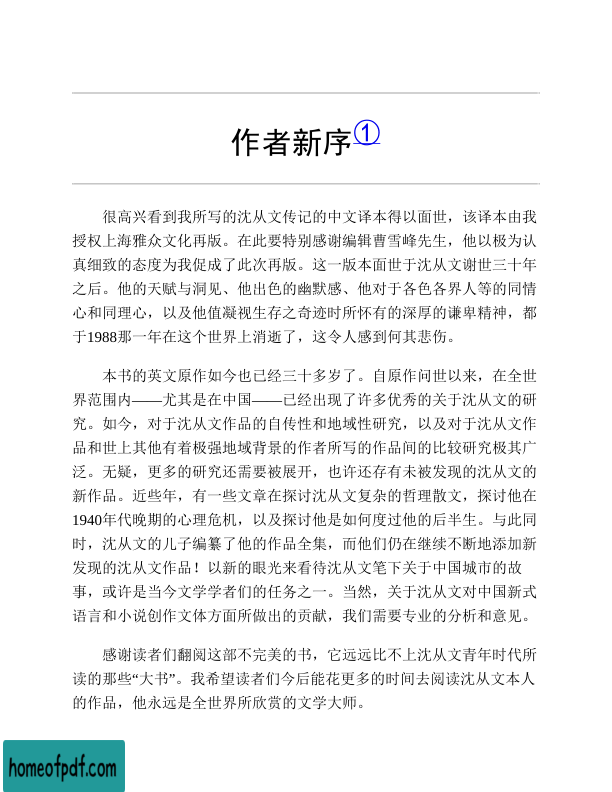 作者新序①
很高兴看到我所写的沈从文传记的中文译本得以面世，该译本由我
授权上海雅众文化再版。在此要特别感谢编辑曹雪峰先生，他以极为认
真细致的态度为我促成了此次再版。这一版本面世于沈从文谢世三十年
之后。他的天赋与洞见、他出色的幽默感、他对于各色各界人等的同情
心和同理心，以及他值凝视生存之奇迹时所怀有的深厚的谦卑精神，都
于1988那一年在这个世界上消逝了，这令人感到何其悲伤。
本书的英文原作如今也已经三十多岁了。自原作问世以来，在全世
界范围内——尤其是在中国——已经出现了许多优秀的关于沈从文的研
究。如今，对于沈从文作品的自传性和地域性研究，以及对于沈从文作
品和世上其他有着极强地域背景的作者所写的作品间的比较研究极其广
泛。无疑，更多的研究还需要被展开，也许还存有未被发现的沈从文的
新作品。近些年，有一些文章在探讨沈从文复杂的哲理散文，探讨他在
1940年代晚期的心理危机，以及探讨他是如何度过他的后半生。与此同
时，沈从文的儿子编纂了他的作品全集，而他们仍在继续不断地添加新
发现的沈从文作品！以新的眼光来看待沈从文笔下关于中国城市的故
事，或许是当今文学学者们的任务之一。当然，关于沈从文对中国新式
语言和小说创作文体方面所做出的贡献，我们需要专业的分析和意见。
感谢读者们翻阅这部不完美的书，它远远比不上沈从文青年时代所
读的那些“大书”。我希望读者们今后能花更多的时间去阅读沈从文本人
的作品，他永远是全世界所欣赏的文学大师。
homeofpdf.com